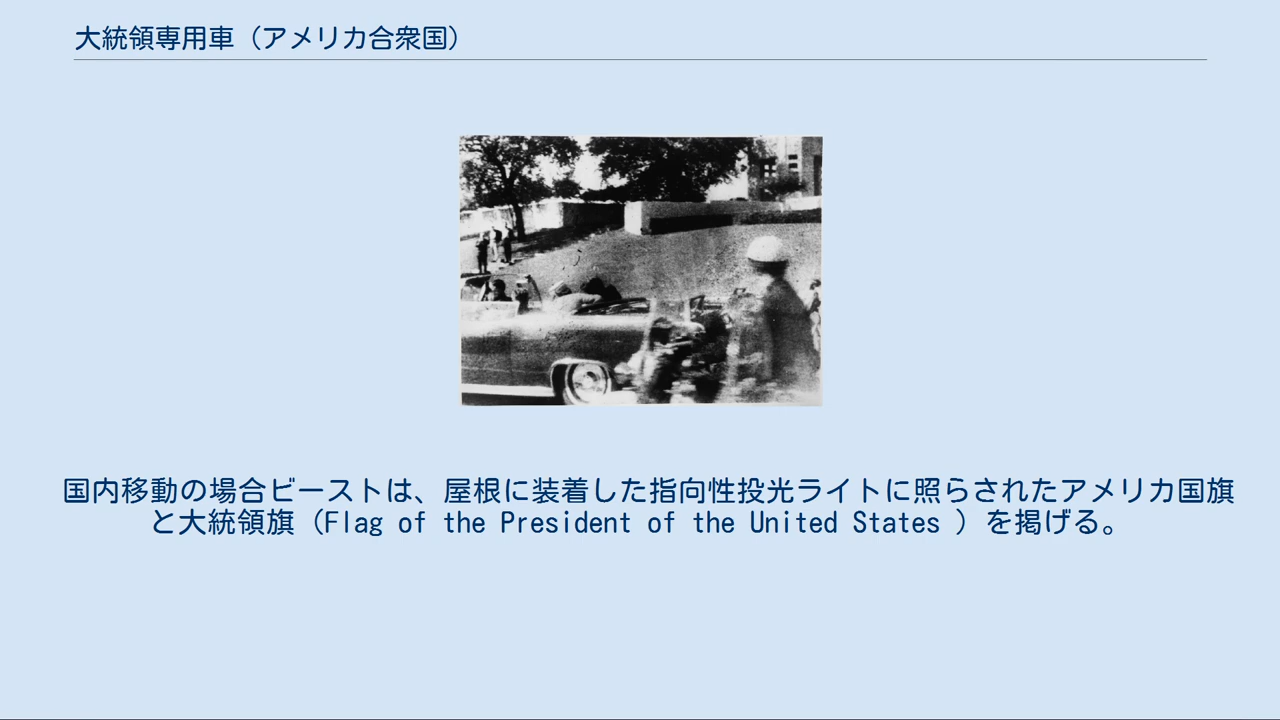 大統領専用車（アメリカ合衆国）
国内移動の場合ビーストは、屋根に装着した指向性投光ライトに照らされたアメリカ国旗
と大統領旗（Flag of the President of the United States ）を掲げる。